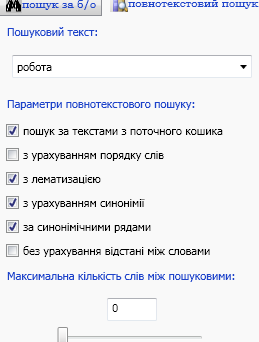 пошук за б/о повнотекстовий пошук
Пошуковий текст:
робота
Параметри повнотекстового пошуку:
пошук за текстами з поточного кошика
з урахуванням порядку слів
з лематизацією
з урахуванням синонімії
за синонімічними рядами
без урахування відстані між словами
Максимальна кількість слів між пошуковими:
0